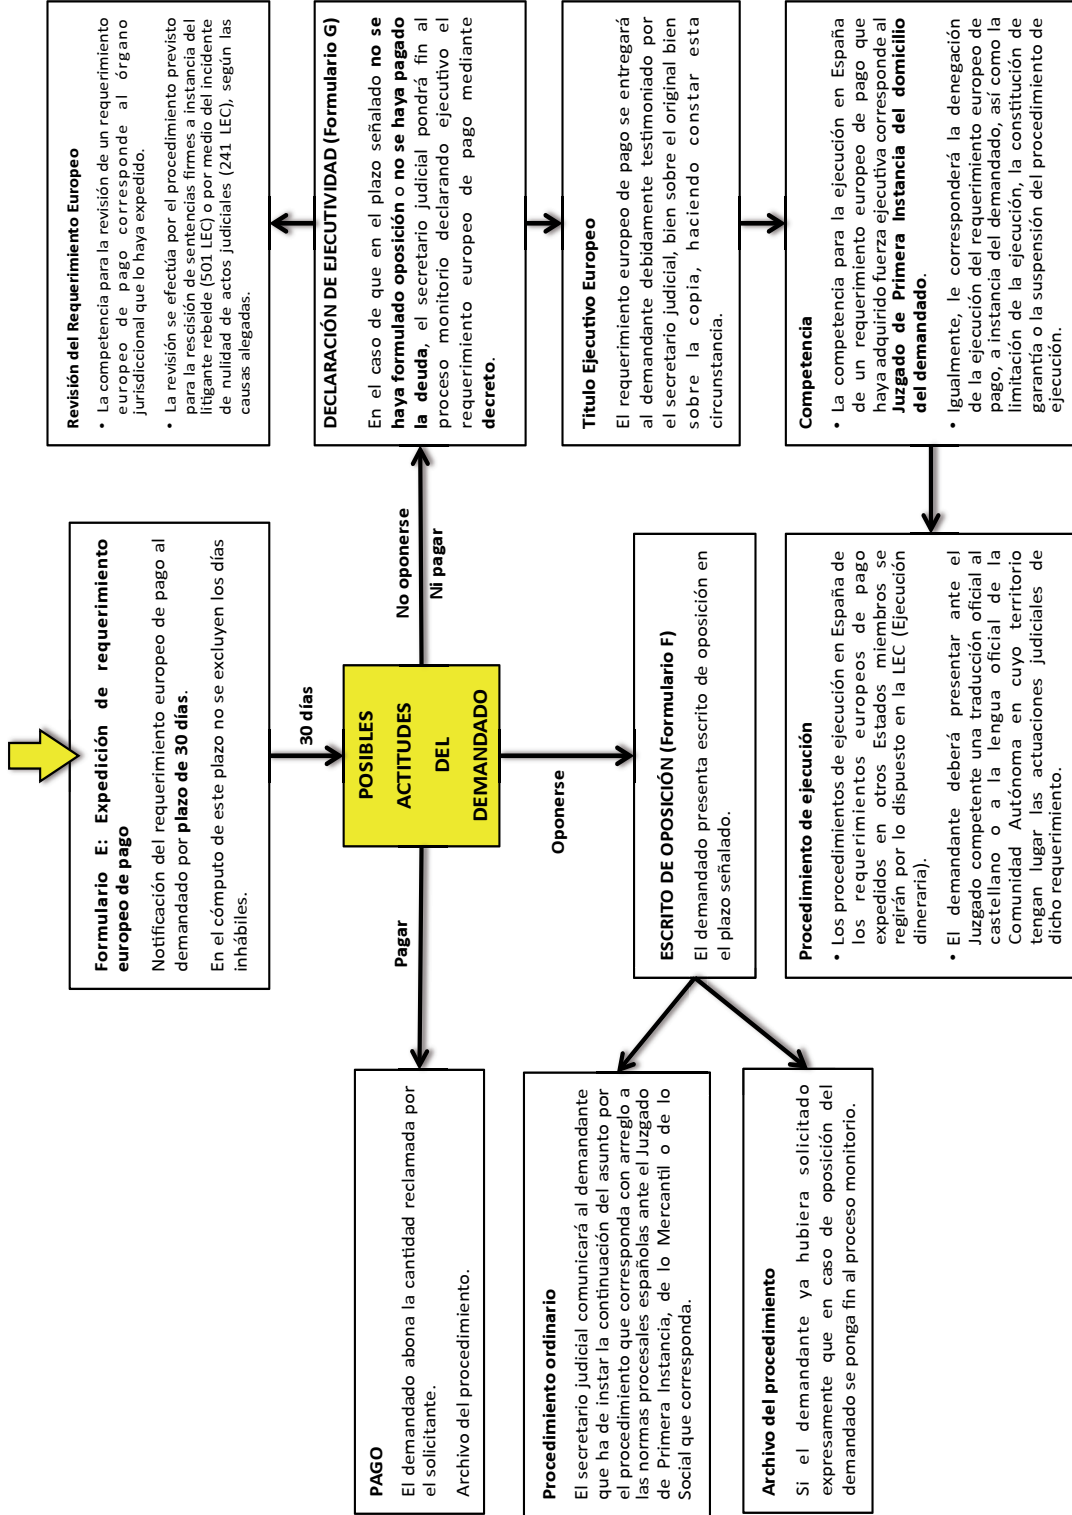 Formulario E: Expedición de requerimiento
europeo de pago
Notificación del requerimiento europeo de pago al
demandado por plazo de 30 días.
En el cómputo de este plazo no se excluyen los días
inhábiles.
30 días
POSIBLES
ACTITUDES
DEL
DEMANDADO
Pagar
Oponerse
No oponerse
Ni pagar
PAGO
El demandado abona la cantidad reclamada por
el solicitante.
Archivo del procedimiento.
ESCRITO DE OPOSICIÓN (Formulario F)
El demandado presenta escrito de oposición en
el plazo señalado.
Procedimiento ordinario
El secretario judicial comunicará al demandante
que ha de instar la continuación del asunto por
el procedimiento que corresponda con arreglo a
las normas procesales españolas ante el Juzgado
de Primera Instancia, de lo Mercantil o de lo
Social que corresponda.
Archivo del procedimiento
Si el demandante ya hubiera solicitado
expresamente que en caso de oposición del
demandado se ponga fin al proceso monitorio.
Revisión del Requerimiento Europeo
• La competencia para la revisión de un requerimiento
europeo de pago corresponde al órgano
jurisdiccional que lo haya expedido.
• La revisión se efectúa por el procedimiento previsto
para la rescisión de sentencias firmes a instancia del
litigante rebelde (501 LEC) o por medio del incidente
de nulidad de actos judiciales (241 LEC), según las
causas alegadas.
DECLARACIÓN DE EJECUTIVIDAD (Formulario G)
En el caso de que en el plazo señalado no se
haya formulado oposición o no se haya pagado
la deuda, el secretario judicial pondrá fin al
proceso monitorio declarando ejecutivo el
requerimiento europeo de pago mediante
decreto.
Titulo Ejecutivo Europeo
El requerimiento europeo de pago se entregará
al demandante debidamente testimoniado por
el secretario judicial, bien sobre el original bien
sobre la copia, haciendo constar esta
circunstancia.
Competencia
• La competencia para la ejecución en España
de un requerimiento europeo de pago que
haya adquirido fuerza ejecutiva corresponde al
Juzgado de Primera Instancia del domicilio
del demandado.
• Igualmente, le corresponderá la denegación
de la ejecución del requerimiento europeo de
pago, a instancia del demandado, así como la
limitación de la ejecución, la constitución de
garantía o la suspensión del procedimiento de
ejecución.
Procedimiento de ejecución
• Los procedimientos de ejecución en España de
los requerimientos europeos de pago
expedidos en otros Estados miembros se
regirán por lo dispuesto en la LEC (Ejecución
dineraria).
• El demandante deberá presentar ante el
Juzgado competente una traducción oficial al
castellano o a la lengua oficial de la
Comunidad Autónoma en cuyo territorio
tengan lugar las actuaciones judiciales de
dicho requerimiento.